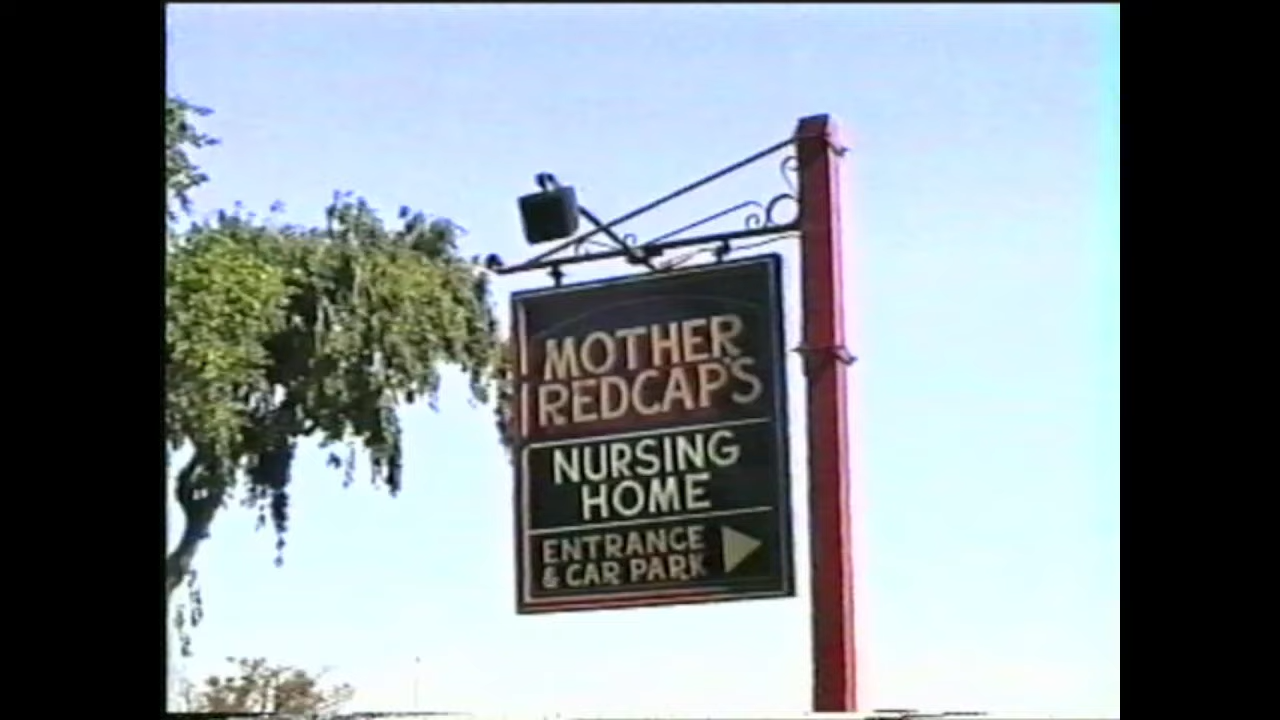 MOTHER
REDCAP'S
NURSING
HOME
ENTRANCE
& CAR PARK